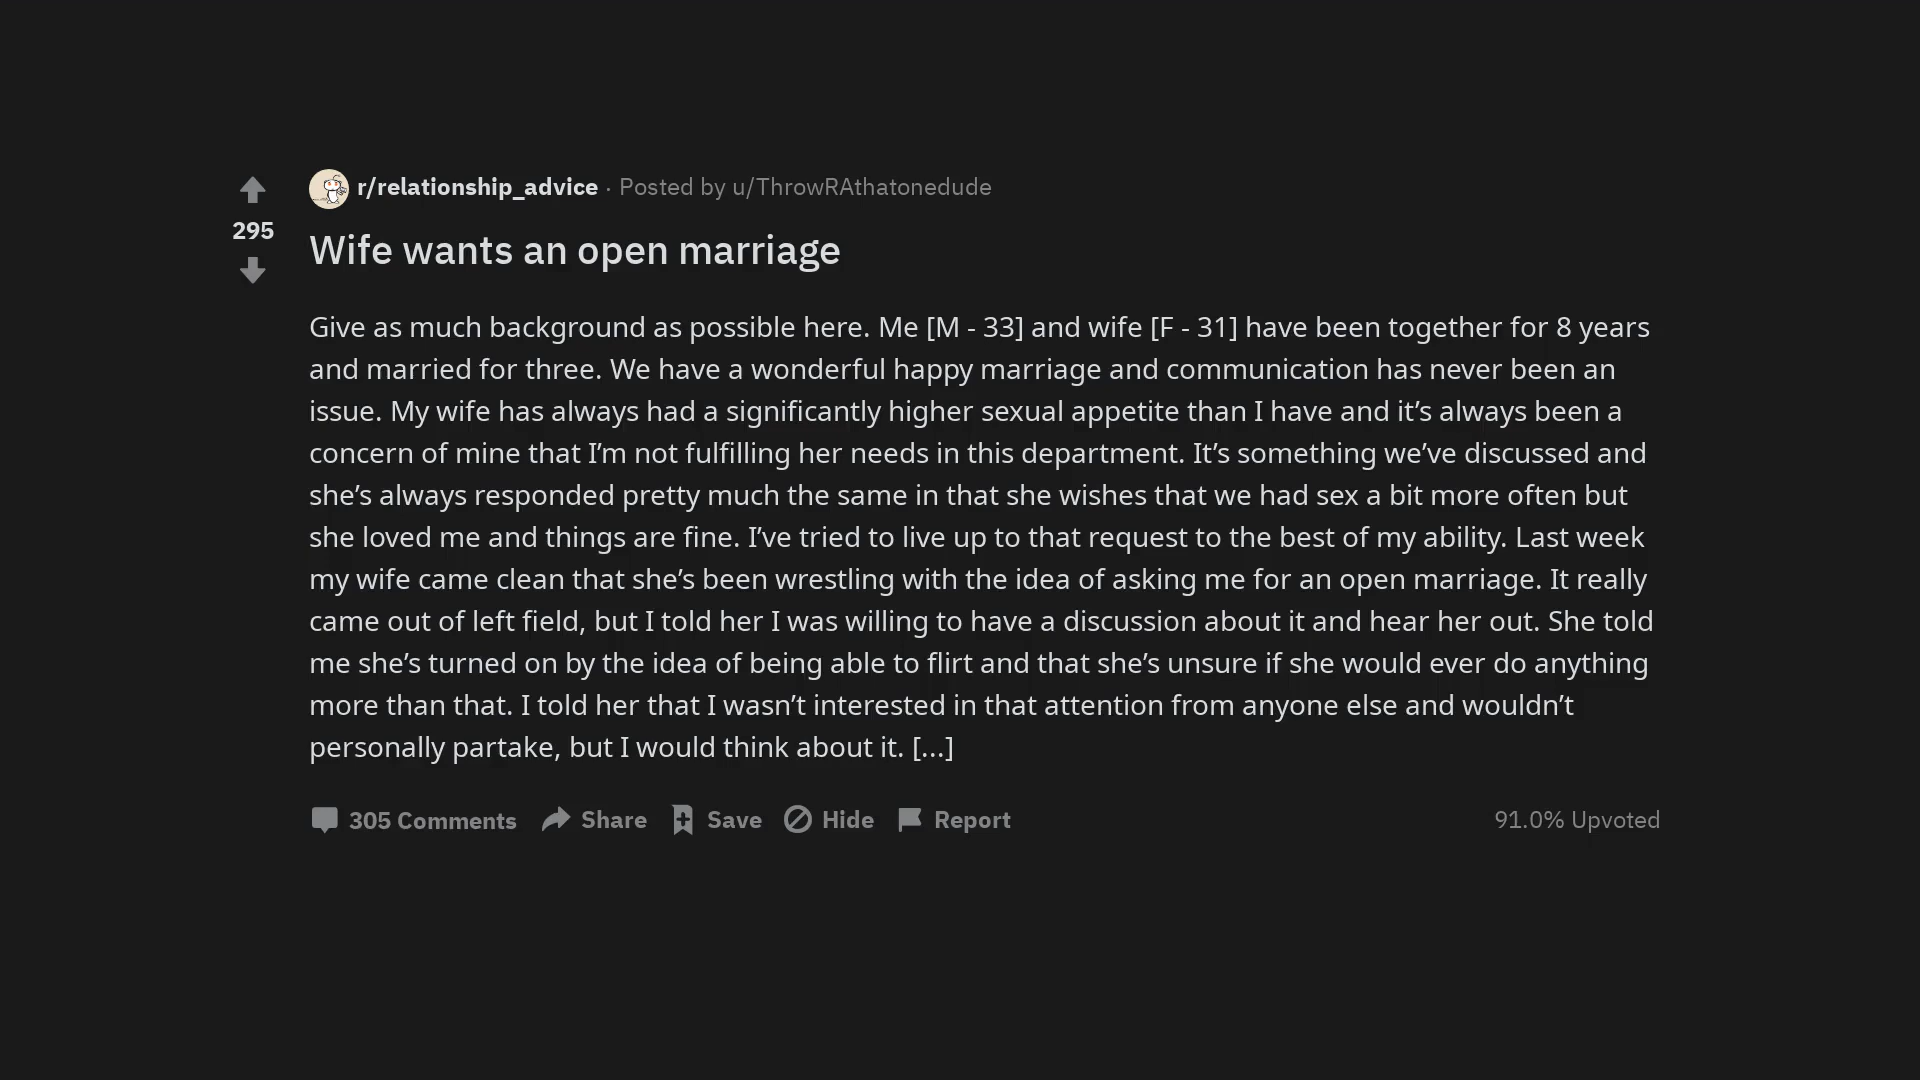 r/relationship_advice · Posted by u/ThrowRAthatonedude
295
Wife wants an open marriage
Give as much background as possible here. Me [M - 33] and wife [F - 31] have been together for 8 years
and married for three. We have a wonderful happy marriage and communication has never been an
issue. My wife has always had a significantly higher sexual appetite than I have and it’s always been a
concern of mine that I’m not fulfilling her needs in this department. It’s something we’ve discussed and
she’s always responded pretty much the same in that she wishes that we had sex a bit more often but
she loved me and things are fine. I’ve tried to live up to that request to the best of my ability. Last week
my wife came clean that she’s been wrestling with the idea of asking me for an open marriage. It really
came out of left field, but I told her I was willing to have a discussion about it and hear her out. She told
me she’s turned on by the idea of being able to flirt and that she’s unsure if she would ever do anything
more than that. I told her that I wasn’t interested in that attention from anyone else and wouldn’t
personally partake, but I would think about it. [...]
305 Comments Share Save Hide Report 91.0% Upvoted